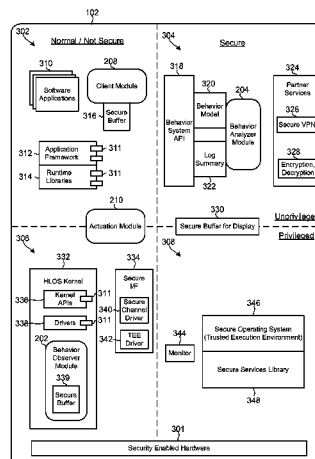 102
302
Normal / Not Secure
304
Secure
310
Software Applications
208
Client Module
316
Secure Buffer
312
Application Framework
311
314
Runtime Libraries
311
318
Behavior System API
320
Behavior Model
204
Behavior Analyzer Module
Log Summary
322
324
Partner Services
326
Secure VPN
328
Encryption, Decryption
210
Actuation Module
330
Secure Buffer for Display
Unprivileged
Privileged
306
332
HLOS Kernel
336
Kernel APIs
311
338
Drivers
311
202
Behavior Observer Module
339
Secure Buffer
334
Secure I/F
Secure Channel Driver
340
342
TEE Driver
308
344
Monitor
346
Secure Operating System
(Trusted Execution Environment)
Secure Services Library
348
301
Security Enabled Hardware